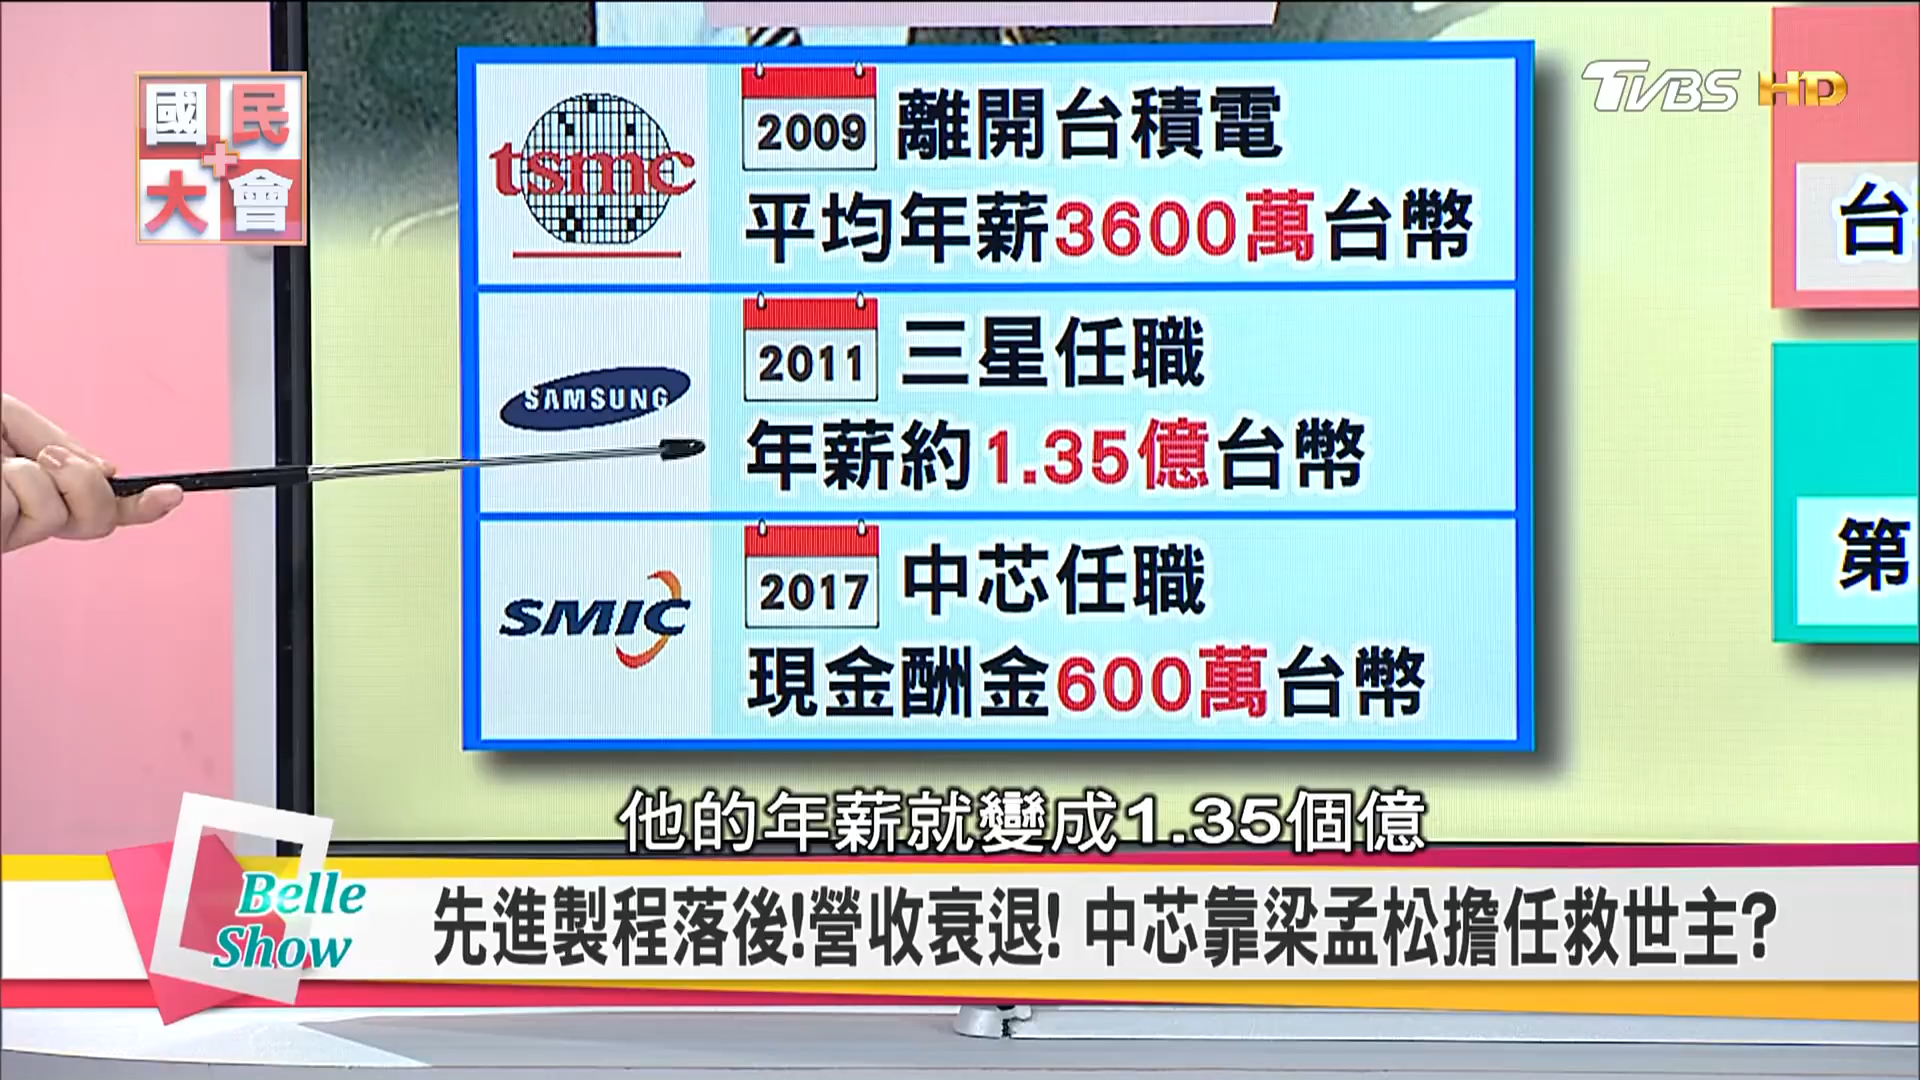 國民
大會
TVBS HD
tsmc
2009 離開台積電
平均年薪3600萬台幣
SAMSUNG
2011 三星任職
年薪約1.35億台幣
SMIC
2017 中芯任職
現金酬金600萬台幣
台
第
他的年薪就變成1.35個億
Belle
Show
先進製程落後!營收衰退! 中芯靠梁孟松擔任救世主?